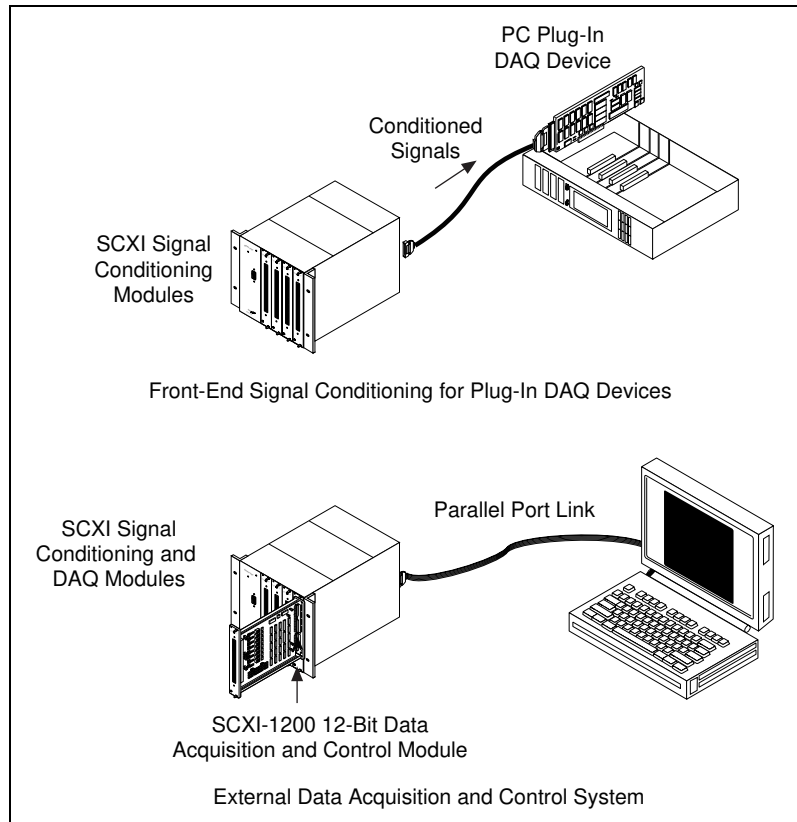 PC Plug-In
DAQ Device
Conditioned
Signals
SCXI Signal
Conditioning
Modules
Front-End Signal Conditioning for Plug-In DAQ Devices
Parallel Port Link
SCXI Signal
Conditioning and
DAQ Modules
SCXI-1200 12-Bit Data
Acquisition and Control Module
External Data Acquisition and Control System